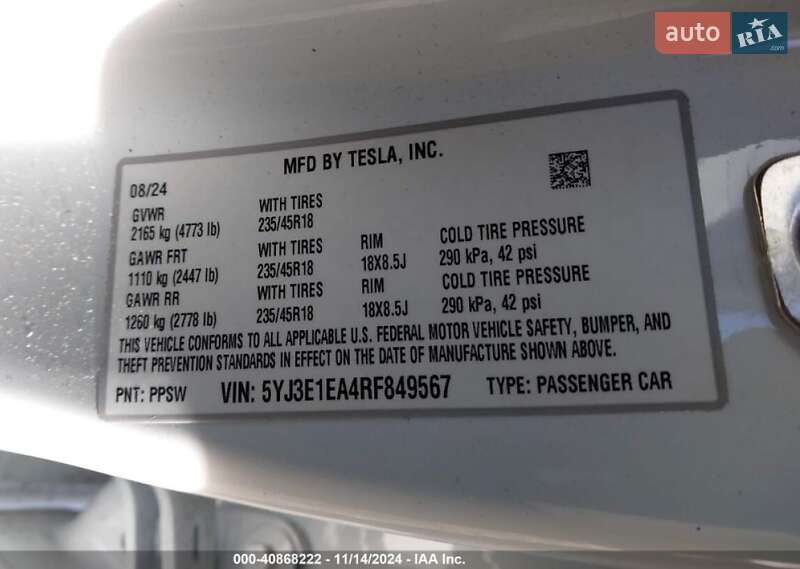 auto RIA.com
MFD BY TESLA, INC.
08/24
GVWR WITH TIRES
2165 kg (4773 lb) 235/45R18
GAWR FRT WITH TIRES RIM COLD TIRE PRESSURE
1110 kg (2447 lb) 235/45R18 18X8.5J 290 kPa, 42 psi
GAWR RR WITH TIRES RIM COLD TIRE PRESSURE
1260 kg (2778 lb) 235/45R18 18X8.5J 290 kPa, 42 psi
THIS VEHICLE CONFORMS TO ALL APPLICABLE U.S. FEDERAL MOTOR VEHICLE SAFETY, BUMPER, AND
THEFT PREVENTION STANDARDS IN EFFECT ON THE DATE OF MANUFACTURE SHOWN ABOVE.
PNT: PPSW VIN: 5YJ3E1EA4RF849567 TYPE: PASSENGER CAR
000-40868222 - 11/14/2024 - IAA Inc.